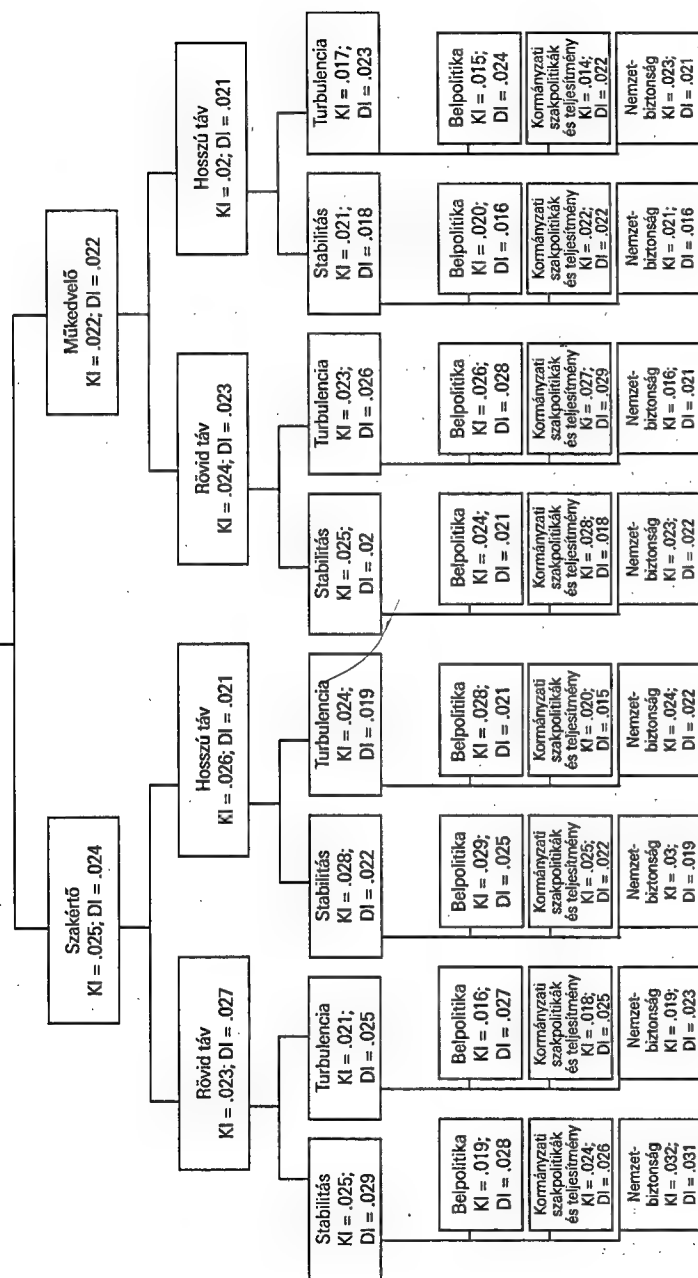 Szakértő
KI = .025; DI = .024
Műkedvelő
KI = .022; DI = .022
Rövid táv
KI = .023; DI = .027
Hosszú táv
KI = .026; DI = .021
Rövid táv
KI = .024; DI = .023
Hosszú táv
KI = .02; DI = .021
Stabilitás
KI = .025;
DI = .029
Turbulencia
KI = .021;
DI = .025
Stabilitás
KI = .028;
DI = .022
Turbulencia
KI = .024;
DI = .019
Stabilitás
KI = .025;
DI = .02
Turbulencia
KI = .023;
DI = .026
Stabilitás
KI = .021;
DI = .018
Turbulencia
KI = .017;
DI = .023
Belpolitika
KI = .019;
DI = .028
Belpolitika
KI = .016;
DI = .027
Belpolitika
KI = .029;
DI = .025
Belpolitika
KI = .028;
DI = .021
Belpolitika
KI = .024;
DI = .021
Belpolitika
KI = .026;
DI = .028
Belpolitika
KI = .020;
DI = .016
Belpolitika
KI = .015;
DI = .024
Kormányzati
szakpolitikák
és teljesítmény
KI = .024;
DI = .026
Kormányzati
szakpolitikák
és teljesítmény
KI = .018;
DI = .025
Kormányzati
szakpolitikák
és teljesítmény
KI = .025;
DI = .022
Kormányzati
szakpolitikák
és teljesítmény
KI = .020;
DI = .015
Kormányzati
szakpolitikák
és teljesítmény
KI = .028;
DI = .018
Kormányzati
szakpolitikák
és teljesítmény
Ki = .027;
DI = .029
Kormányzati
szakpolitikák
és teljesítmény
KI = .022;
DI = .022
Kormányzati
szakpolitikák
és teljesítmény
KI = .014;
DI = .022
Nemzet-
biztonság
KI = .032;
DI = .031
Nemzet-
biztonság
KI = .019;
DI = .023
Nemzet-
biztonság
KI = .03;
DI = .019
Nemzet-
biztonság
KI = .024;
DI = .022
Nemzet-
biztonság
KI = .023;
DI = .022
Nemzet-
biztonság
KI = .016;
DI = .021
Nemzet-
biztonság
KI = .021;
DI = .016
Nemzet-
biztonság
KI = .023;
DI = .021